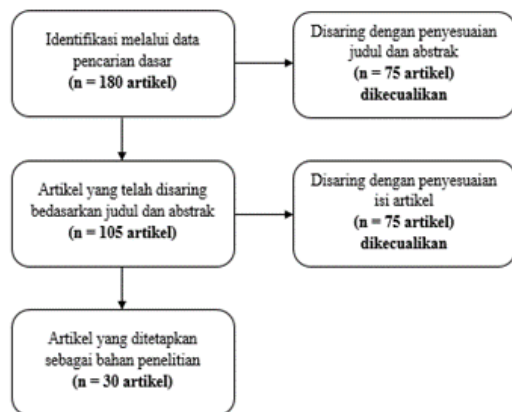 Identifikasi melalui data
pencarian dasar
(n = 180 artikel)
Disaring dengan penyesuaian
judul dan abstrak
(n = 75 artikel)
dikecualikan
Artikel yang telah disaring
bedasarkan judul dan abstrak
(n = 105 artikel)
Disaring dengan penyesuaian
isi artikel
(n = 75 artikel)
dikecualikan
Artikel yang ditetapkan
sebagai bahan penelitian
(n = 30 artikel)